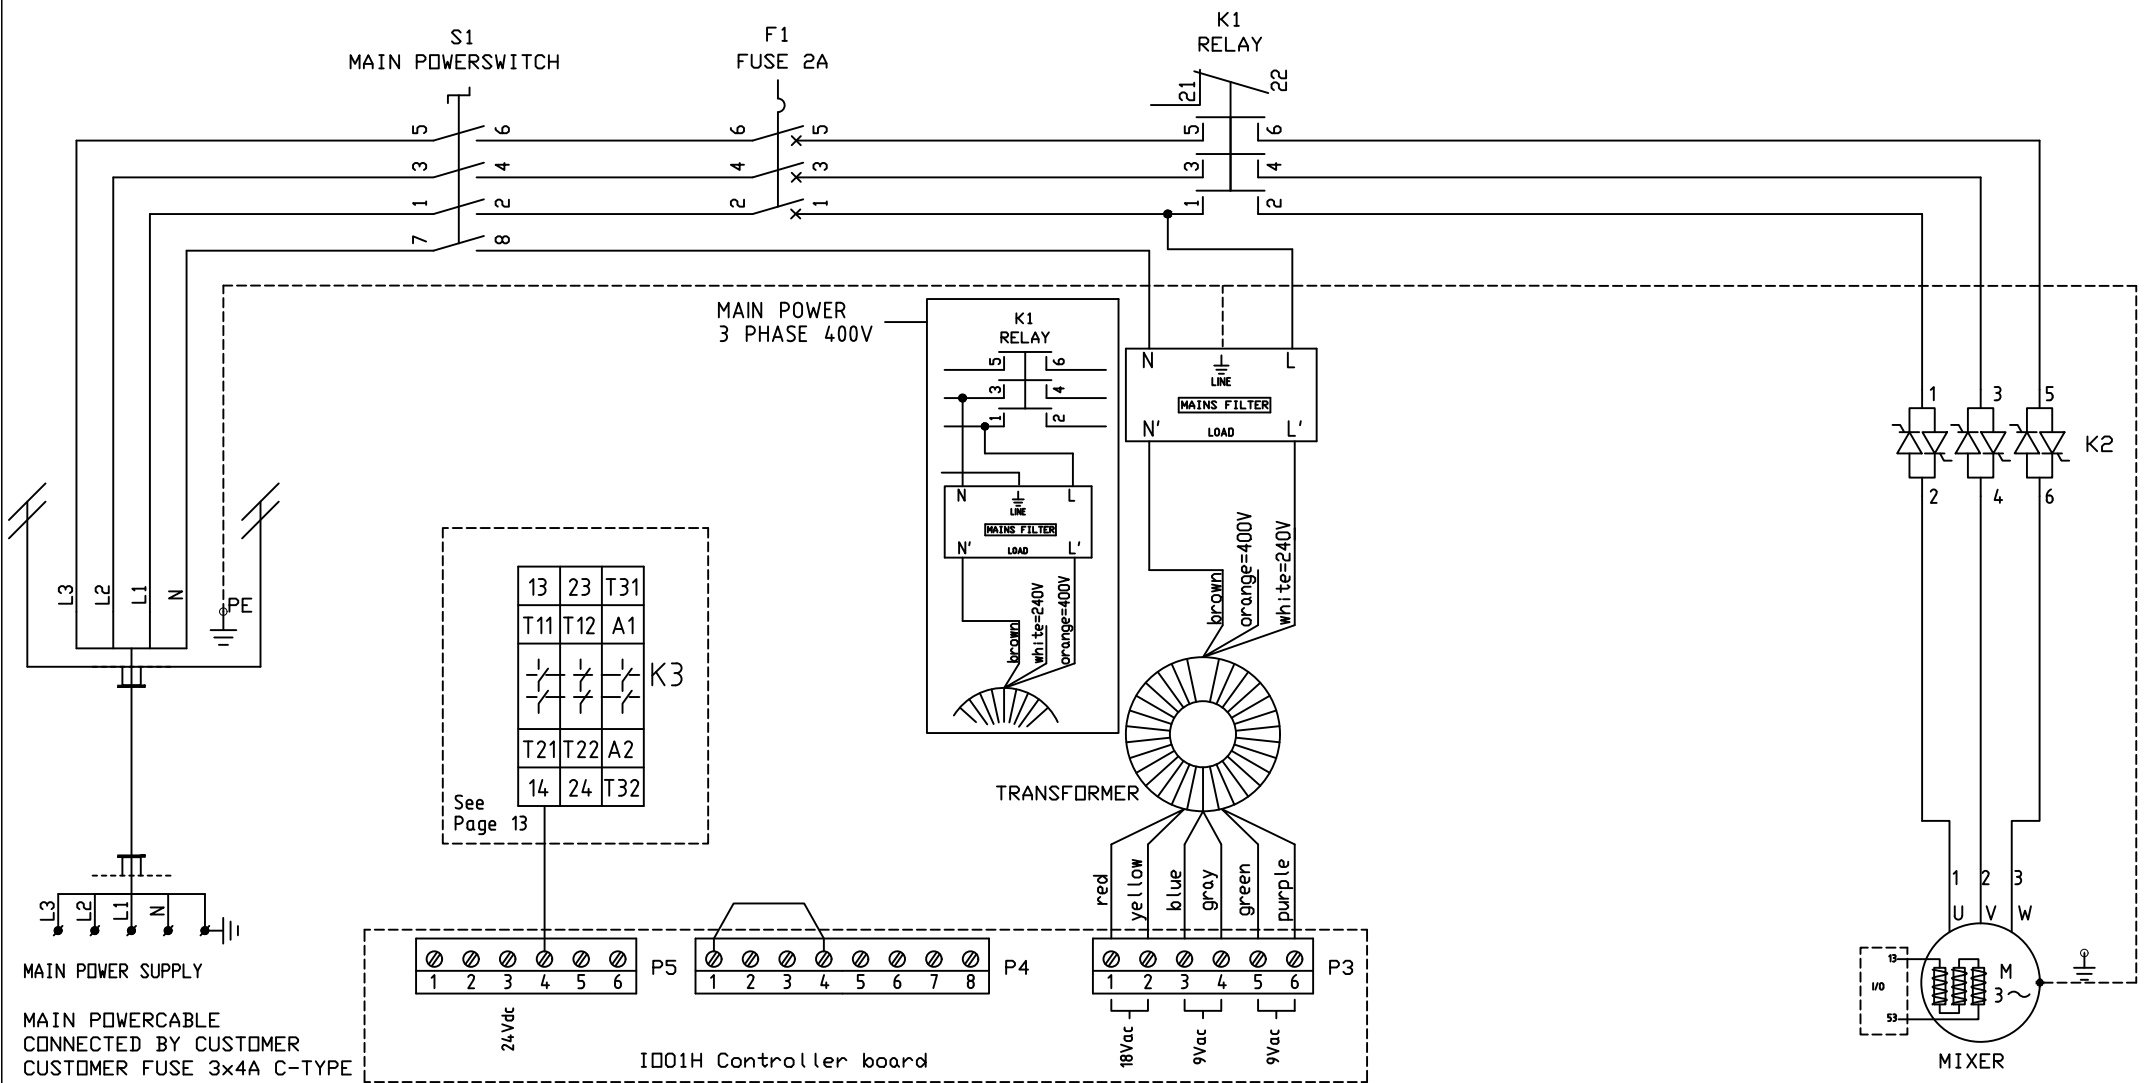 S1
MAIN POWERSWITCH
F1
FUSE 2A
K1
RELAY
21
22
5
6
6
5
5
6
3
4
4
3
3
4
1
2
2
1
1
2
7
8
MAIN POWER
3 PHASE 400V
K1
RELAY
5
6
3
4
1
2
N
L
LINE
MAINS FILTER
N'
L'
LOAD
brown
white=240V
orange=400V
N
L
LINE
MAINS FILTER
N'
L'
LOAD
brown
orange=400V
white=240V
1
3
5
K2
2
4
6
L3
L2
L1
N
PE
13
23
T31
T11
T12
A1
K3
T21
T22
A2
14
24
T32
See
Page 13
TRANSFORMER
red
yellow
blue
gray
green
purple
L3
L2
L1
N
MAIN POWER SUPPLY
MAIN POWERCABLE
CONNECTED BY CUSTOMER
CUSTOMER FUSE 3x4A C-TYPE
1 2 3 4 5 6
P5
24Vdc
1 2 3 4 5 6 7 8
P4
1 2 3 4 5 6
P3
18Vac
9Vac
9Vac
IO01H Controller board
1 2 3
U V W
13
I/O
53
M
3~
MIXER